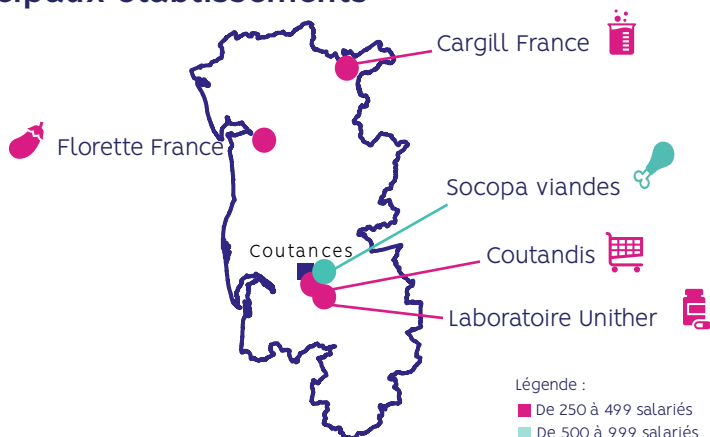 établissements
Cargill France
Florette France
Socopa viandes
Coutances
Coutandis
Laboratoire Unither
Légende :
De 250 à 499 salariés
De 500 à 999 salariés